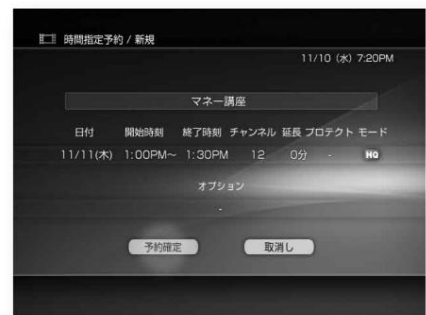 時間指定予約 / 新規
11/10 (水) 7:20PM
マネー講座
日付 開始時刻 終了時刻 チャンネル 延長 プロテクト モード
11/11(木) 1:00PM~ 1:30PM 12 0分 - HQ
オプション
-
予約確定 取消し